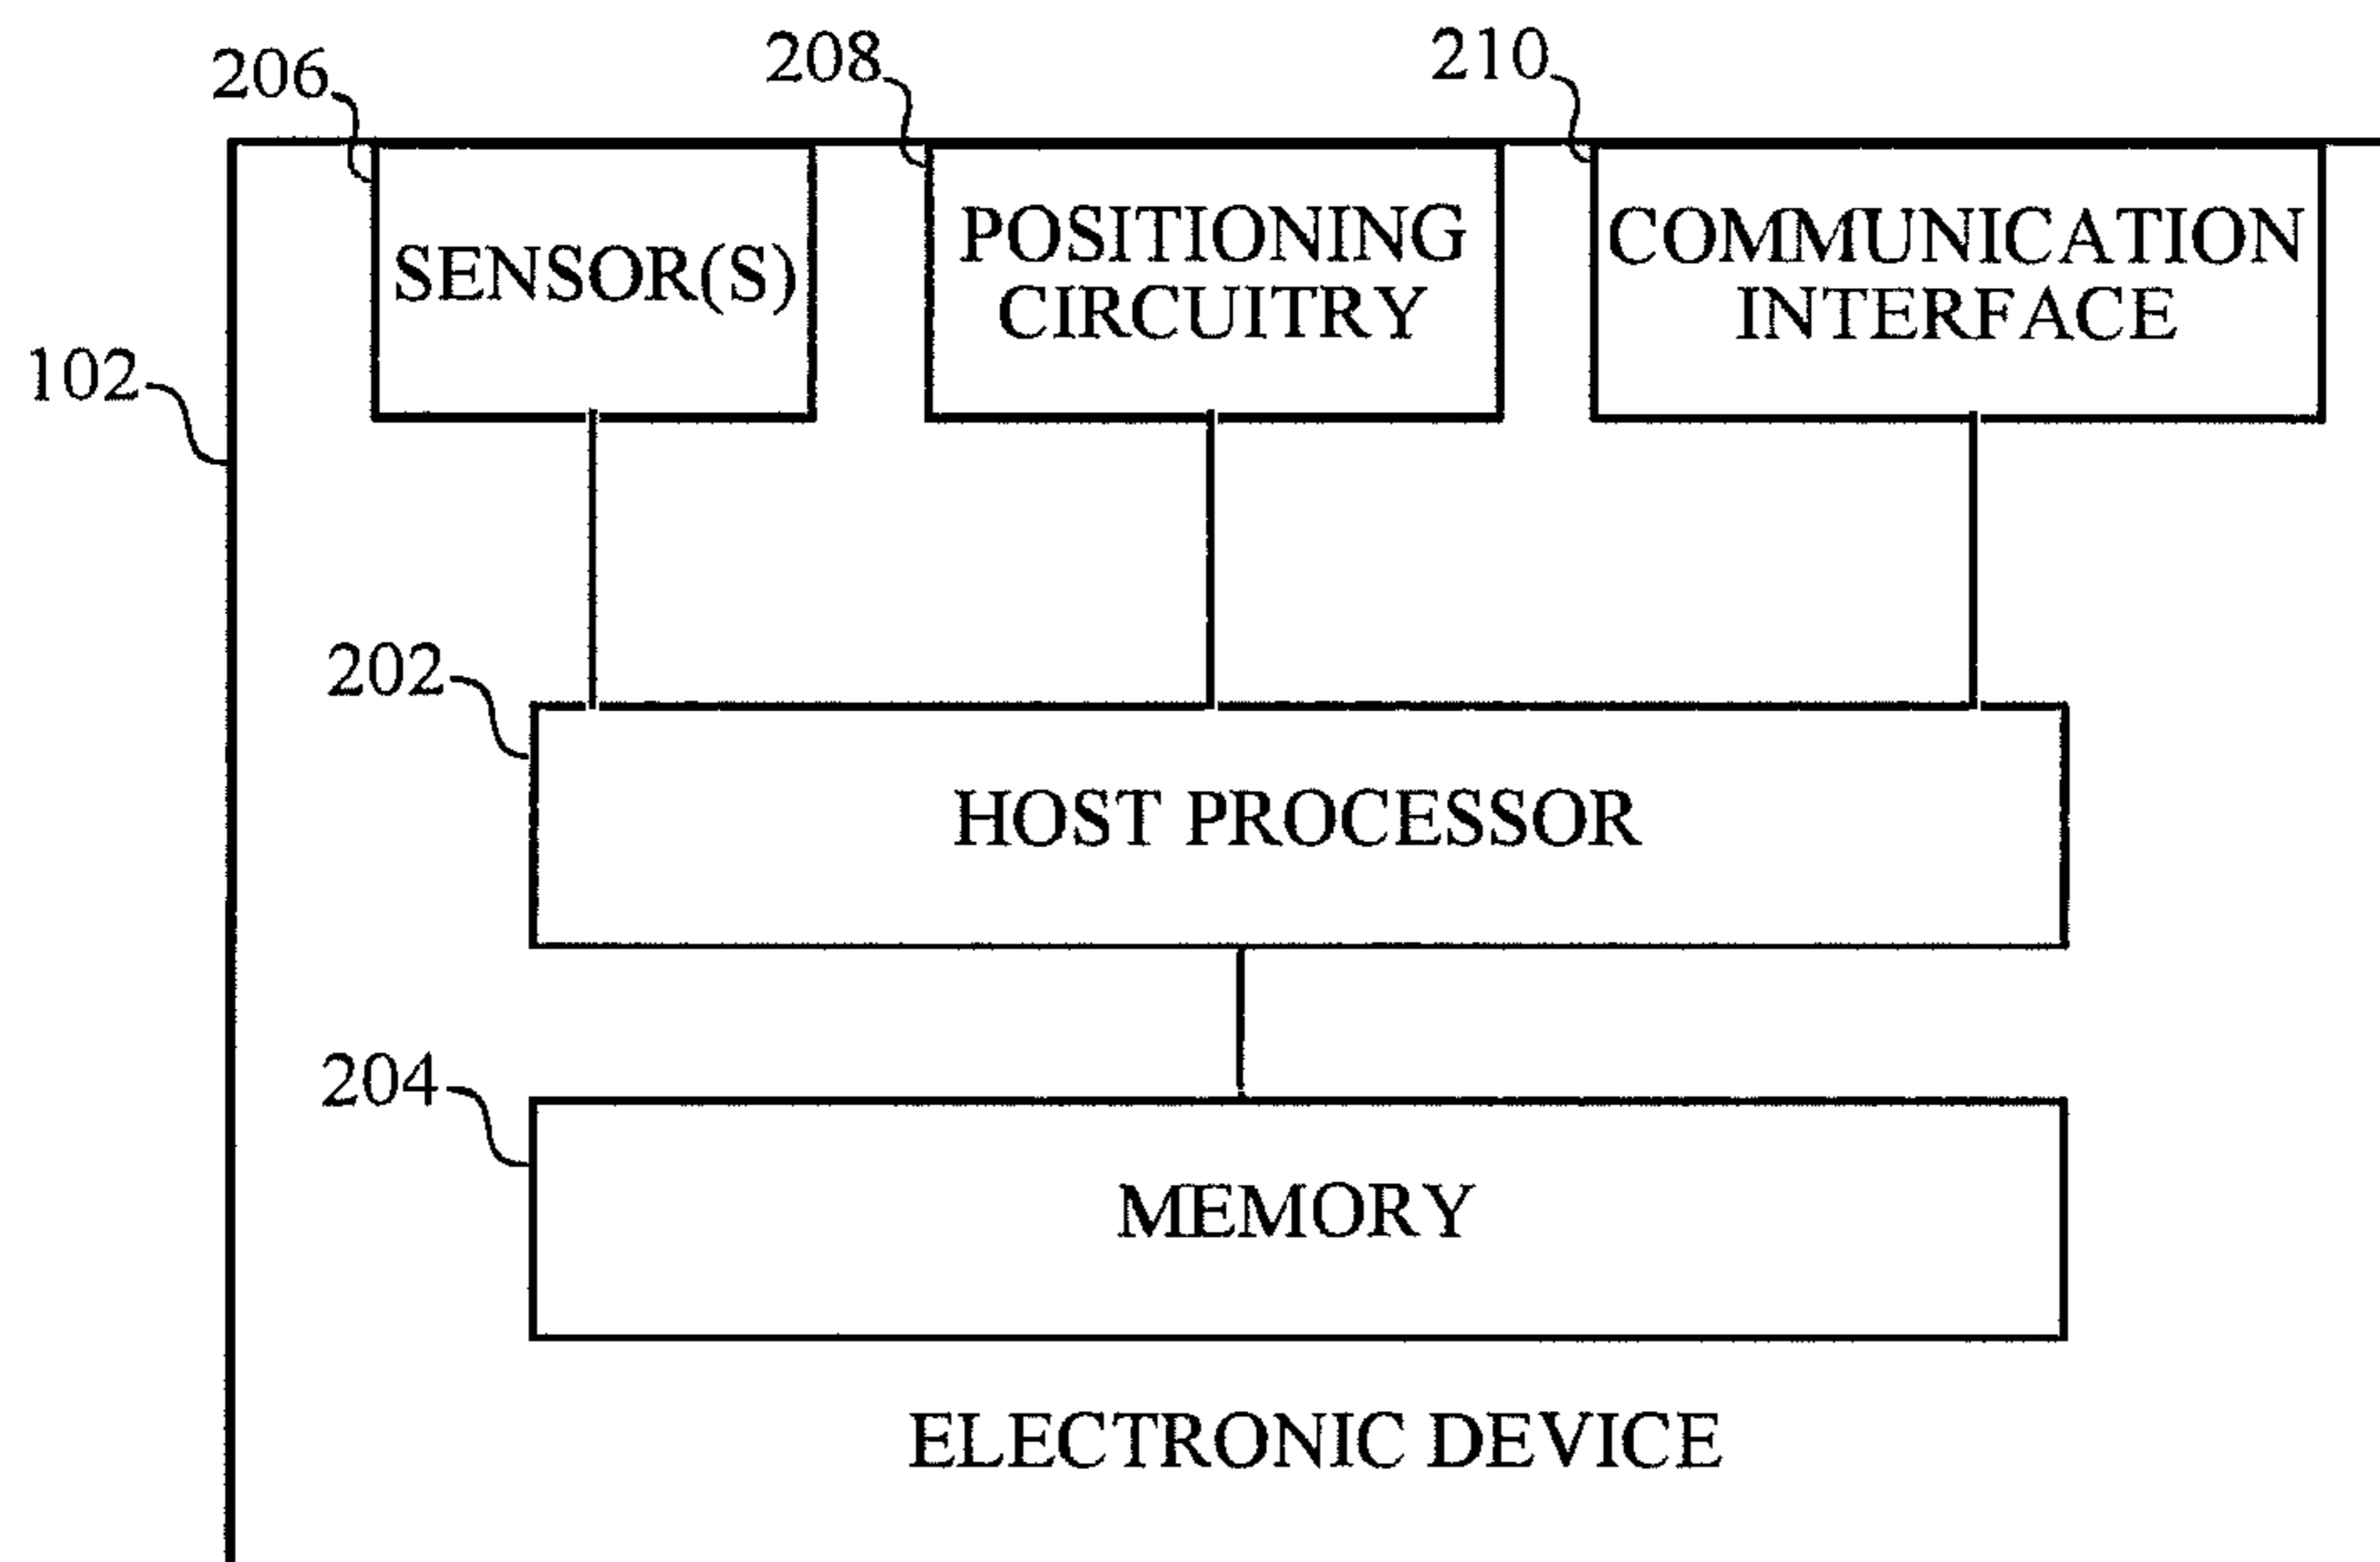 206
208
210
SENSOR(S)
POSITIONING
CIRCUITRY
COMMUNICATION
INTERFACE
102
202
HOST PROCESSOR
204
MEMORY
ELECTRONIC DEVICE